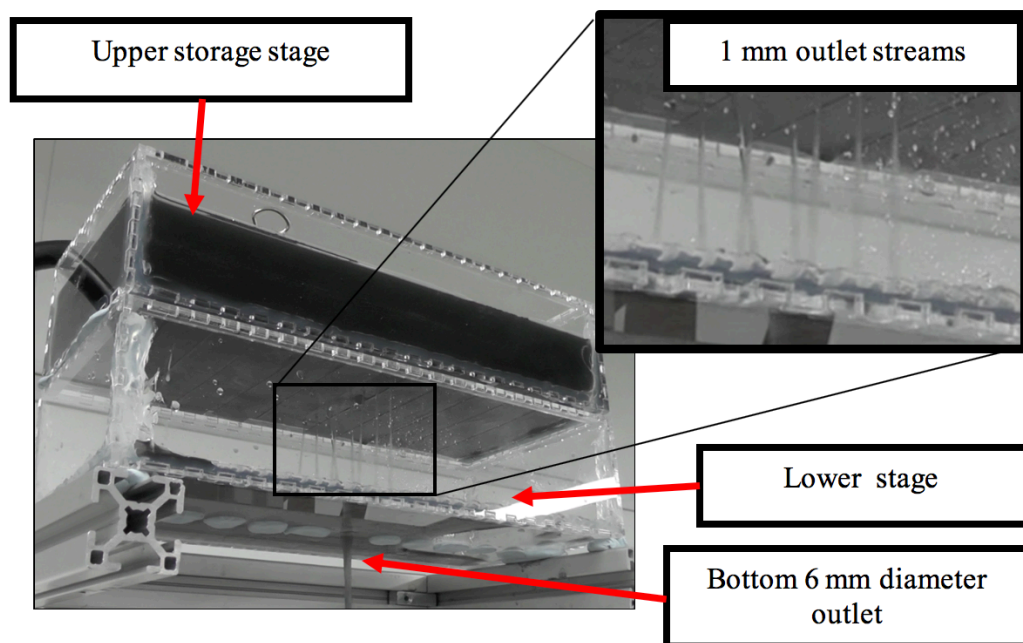 Upper storage stage
1 mm outlet streams
Lower stage
Bottom 6 mm diameter
outlet